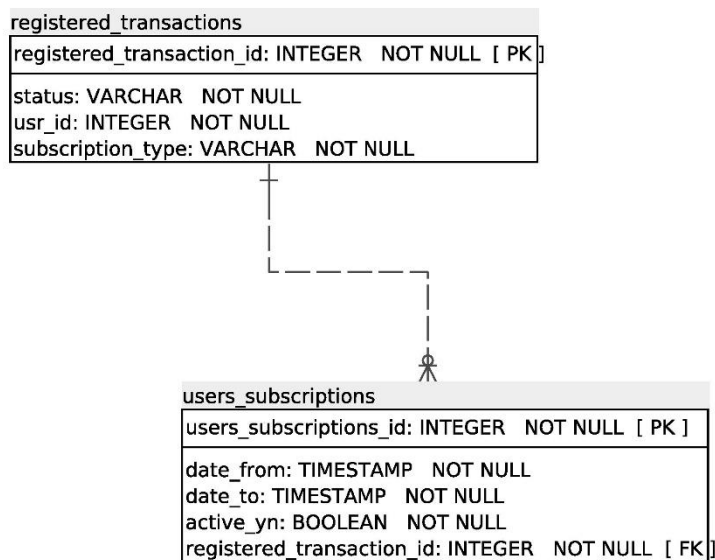 registered_transactions
registered_transaction_id: INTEGER NOT NULL [ PK ]
status: VARCHAR NOT NULL
usr_id: INTEGER NOT NULL
subscription_type: VARCHAR NOT NULL
users_subscriptions
users_subscriptions_id: INTEGER NOT NULL [ PK ]
date_from: TIMESTAMP NOT NULL
date_to: TIMESTAMP NOT NULL
active_yn: BOOLEAN NOT NULL
registered_transaction_id: INTEGER NOT NULL [ FK ]